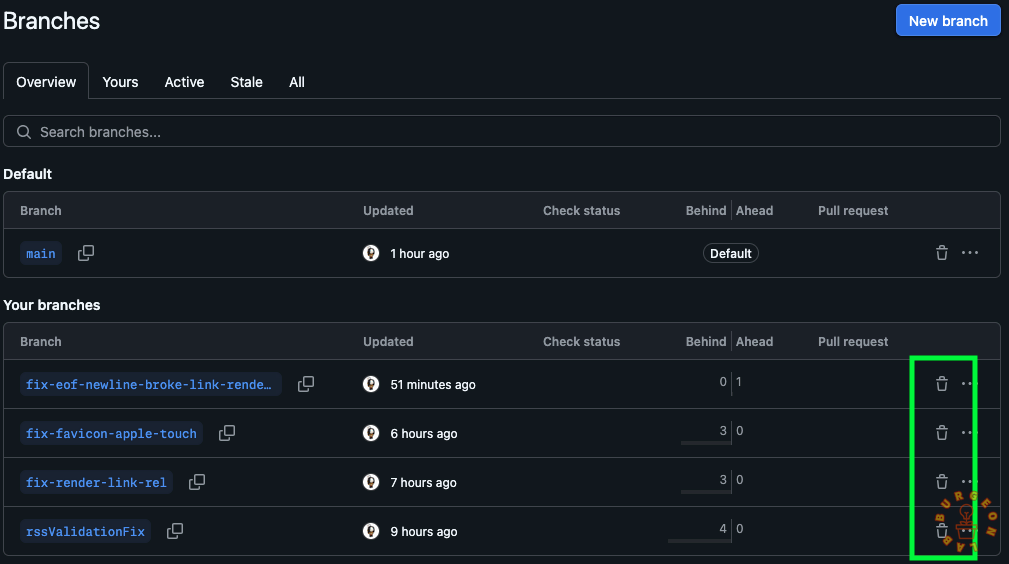 Branches
New branch
Overview Yours Active Stale All
Search branches...
Default
Branch Updated Check status Behind Ahead Pull request
main 1 hour ago Default
Your branches
Branch Updated Check status Behind Ahead Pull request
fix-eof-newline-broke-link-rende… 51 minutes ago 0 1
fix-favicon-apple-touch 6 hours ago 3 0
fix-render-link-rel 7 hours ago 3 0
rssValidationFix 9 hours ago 4 0
BURGEON
LAB